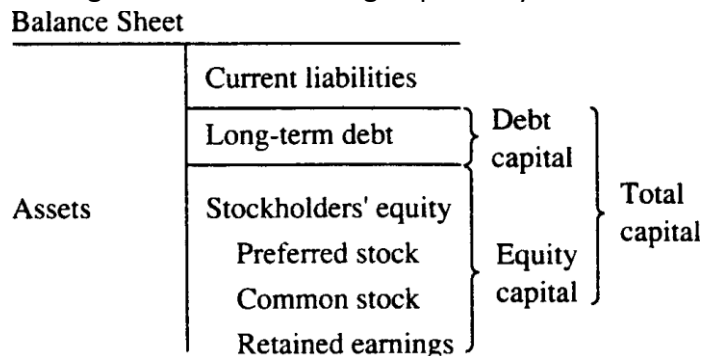 Balance Sheet
Current liabilities
Long-term debt
Debt
capital
Assets
Stockholders' equity
Preferred stock
Common stock
Retained earnings
Equity
capital
Total
capital